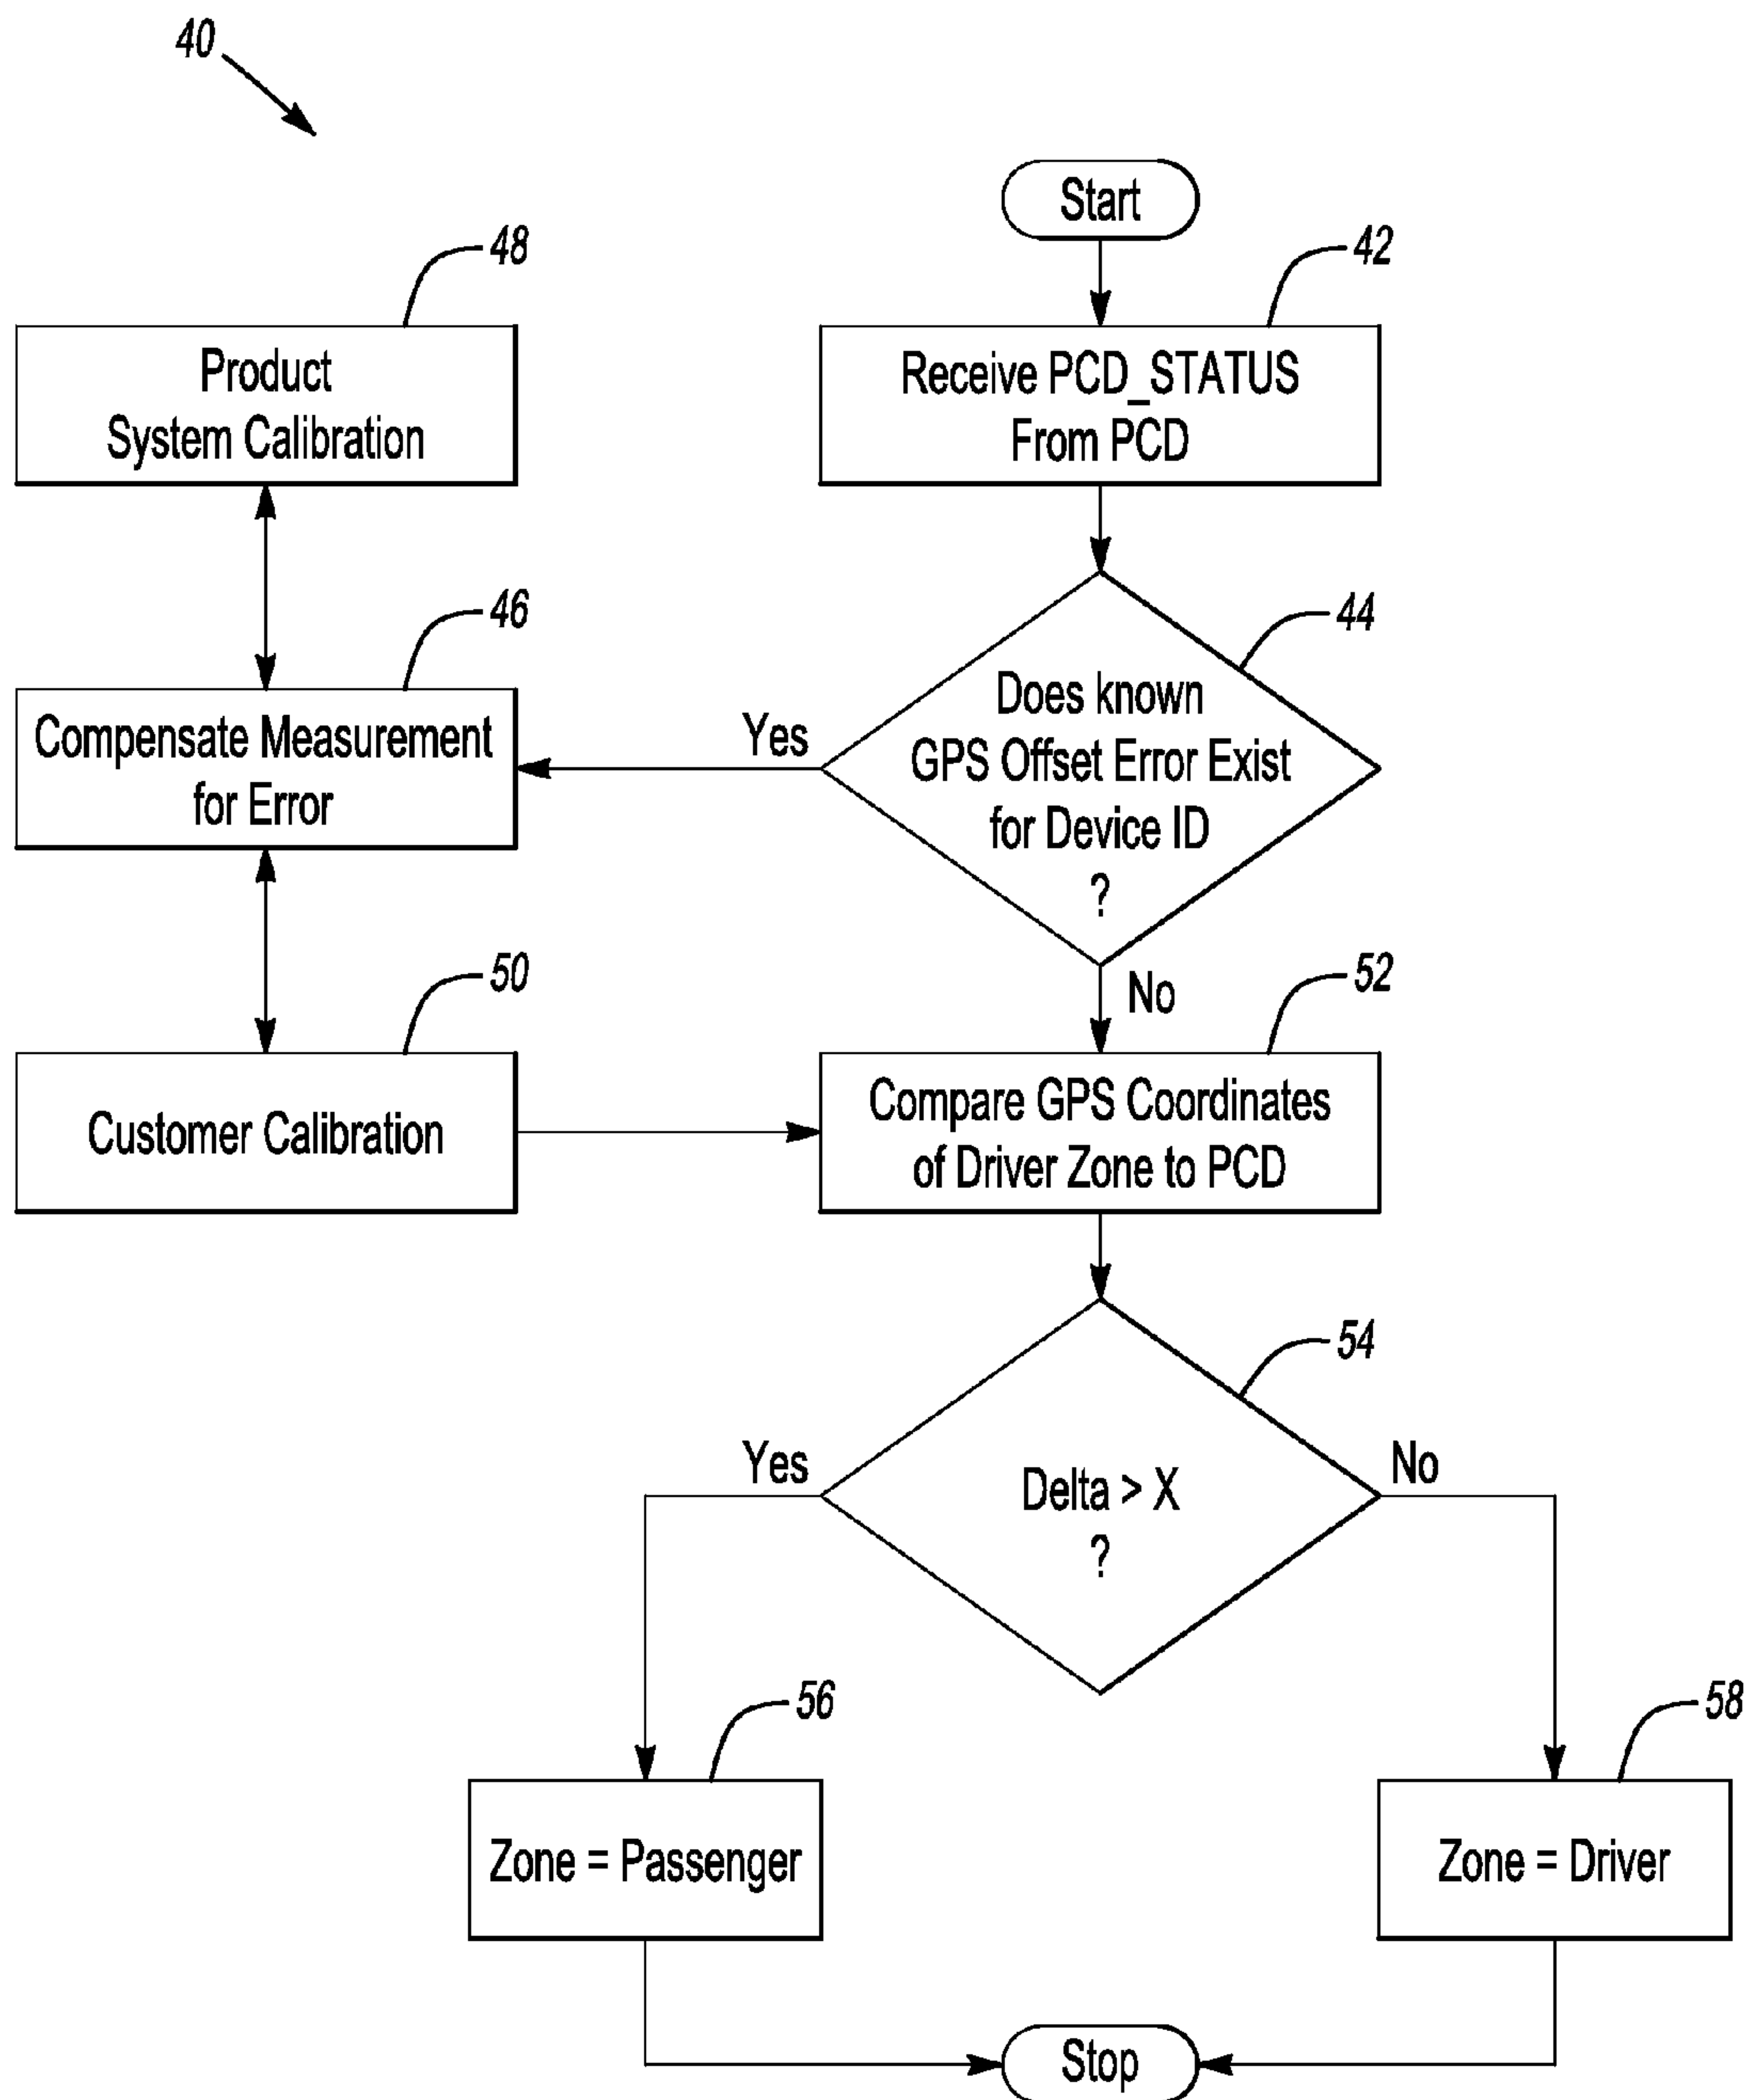 40
Start
42
Receive PCD_STATUS
From PCD
48
Product
System Calibration
44
Does known
GPS Offset Error Exist
for Device ID
?
Yes
46
Compensate Measurement
for Error
No
50
Customer Calibration
52
Compare GPS Coordinates
of Driver Zone to PCD
54
Delta > X
?
Yes
No
56
Zone = Passenger
58
Zone = Driver
Stop